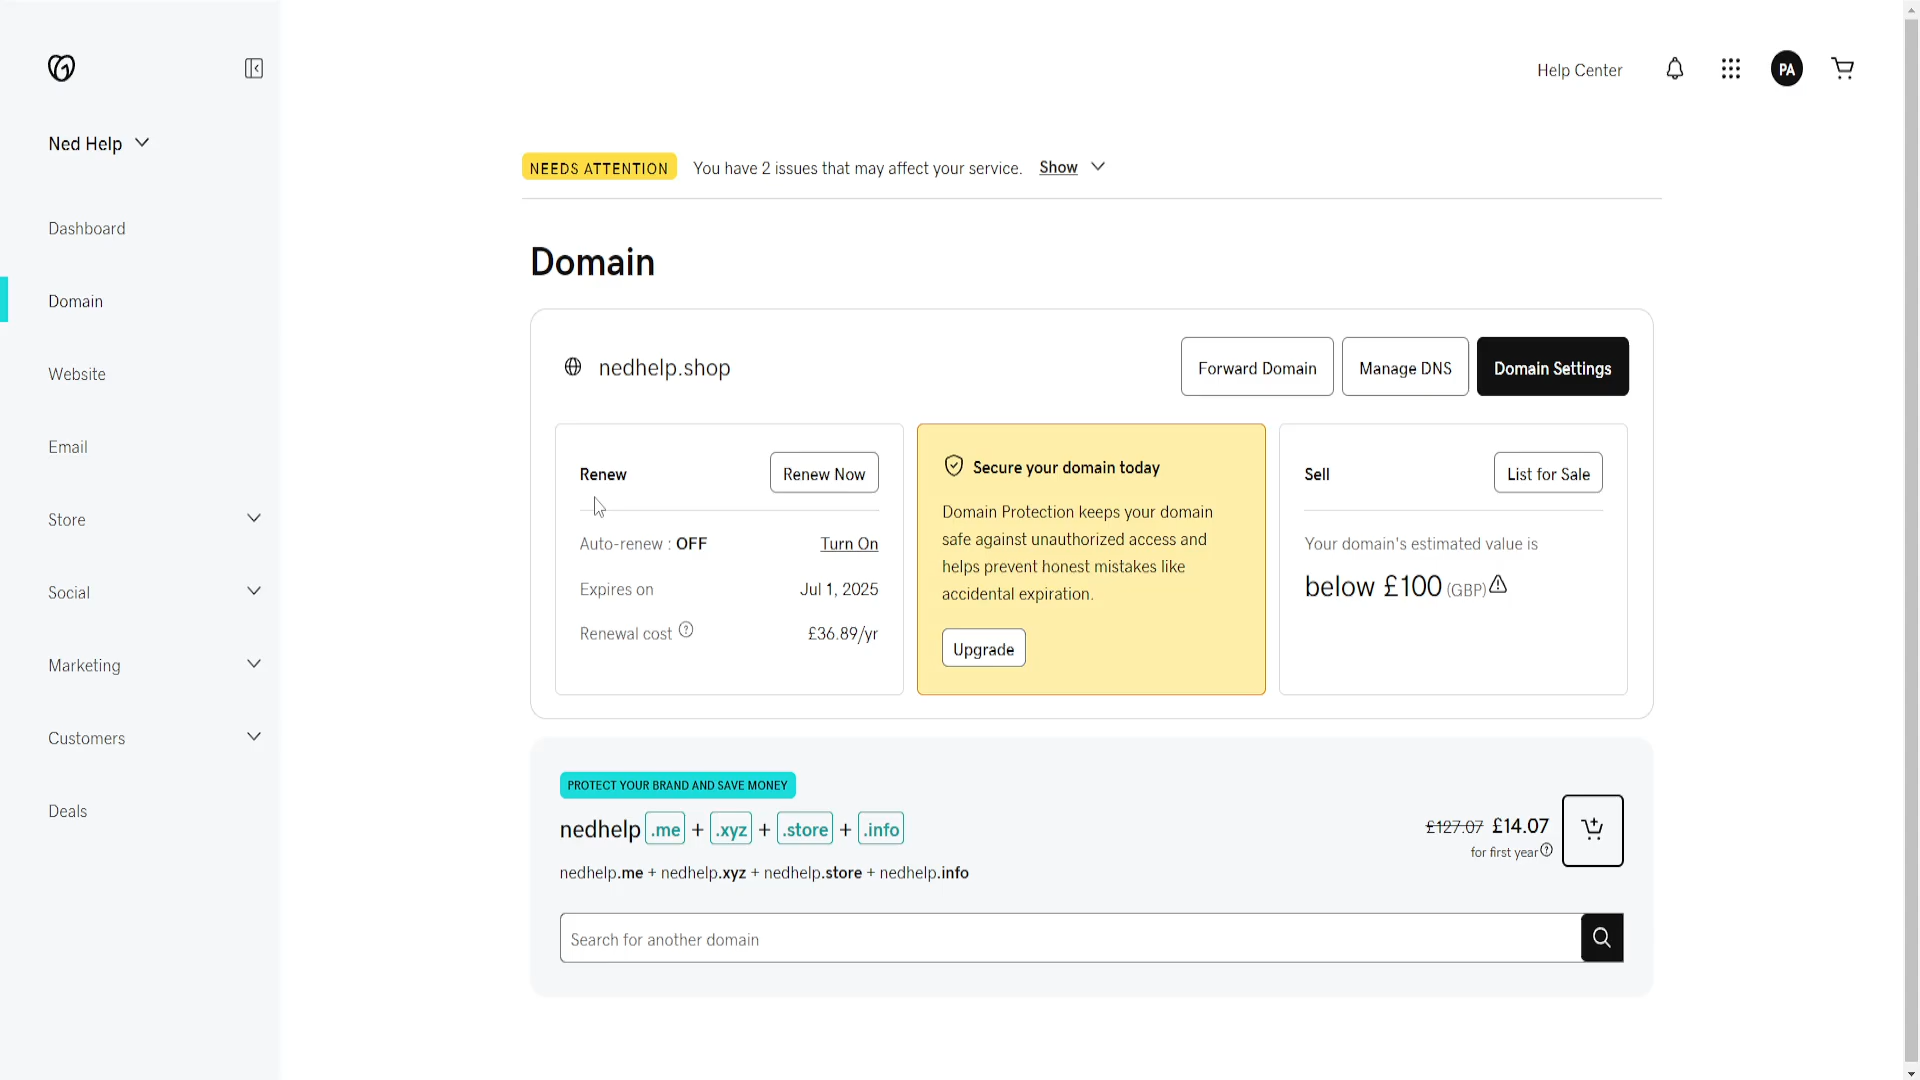 Help Center
PA
Ned Help
NEEDS ATTENTION You have 2 issues that may affect your service. Show
Dashboard
Domain
Website
Email
Store
Social
Marketing
Customers
Deals
Domain
nedhelp.shop
Forward Domain
Manage DNS
Domain Settings
Renew
Renew Now
Auto-renew : OFF
Turn On
Expires on
Jul 1, 2025
Renewal cost
£36.89/yr
Secure your domain today
Domain Protection keeps your domain
safe against unauthorized access and
helps prevent honest mistakes like
accidental expiration.
Upgrade
Sell
List for Sale
Your domain's estimated value is
below £100 (GBP)
PROTECT YOUR BRAND AND SAVE MONEY
nedhelp .me + .xyz + .store + .info
£127.07 £14.07
for first year
nedhelp.me + nedhelp.xyz + nedhelp.store + nedhelp.info
Search for another domain